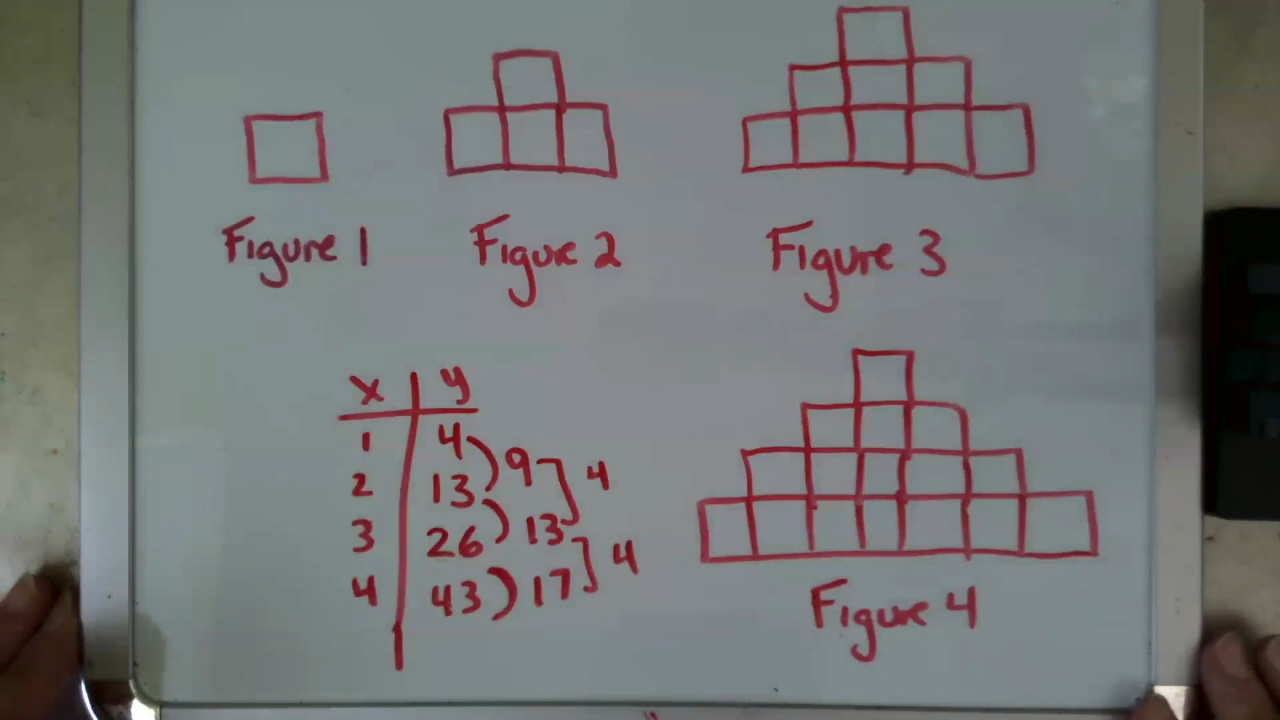 Figure 1
Figure 2
Figure 3
x y
1 4
2 13 9 4
3 26 13
4 43 17 4
Figure 4